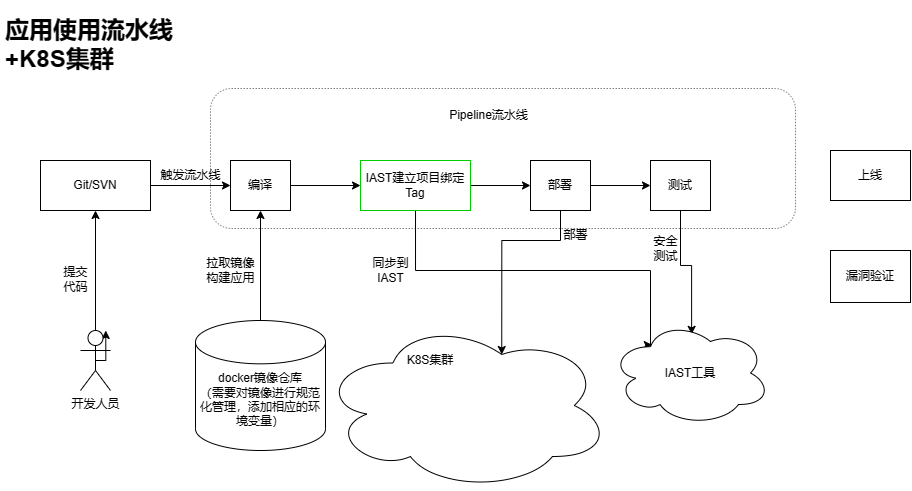 应用使用流水线
+K8S集群
Pipeline流水线
Git/SVN
触发流水线
编译
IAST建立项目绑定
Tag
部署
测试
上线
提交
代码
拉取镜像
构建应用
同步到
IAST
部署
安全
测试
漏洞验证
开发人员
docker镜像仓库
（需要对镜像进行规范
化管理，添加相应的环
境变量）
K8S集群
IAST工具